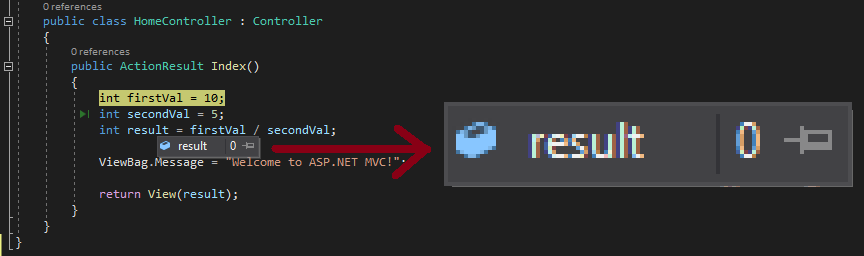 0 references
public class HomeController : Controller
{
0 references
public ActionResult Index()
{
int firstVal = 10;
int secondVal = 5;
int result = firstVal / secondVal;
result 0
ViewBag.Message = "Welcome to ASP.NET MVC!";
return View(result);
}
}
}
result 0